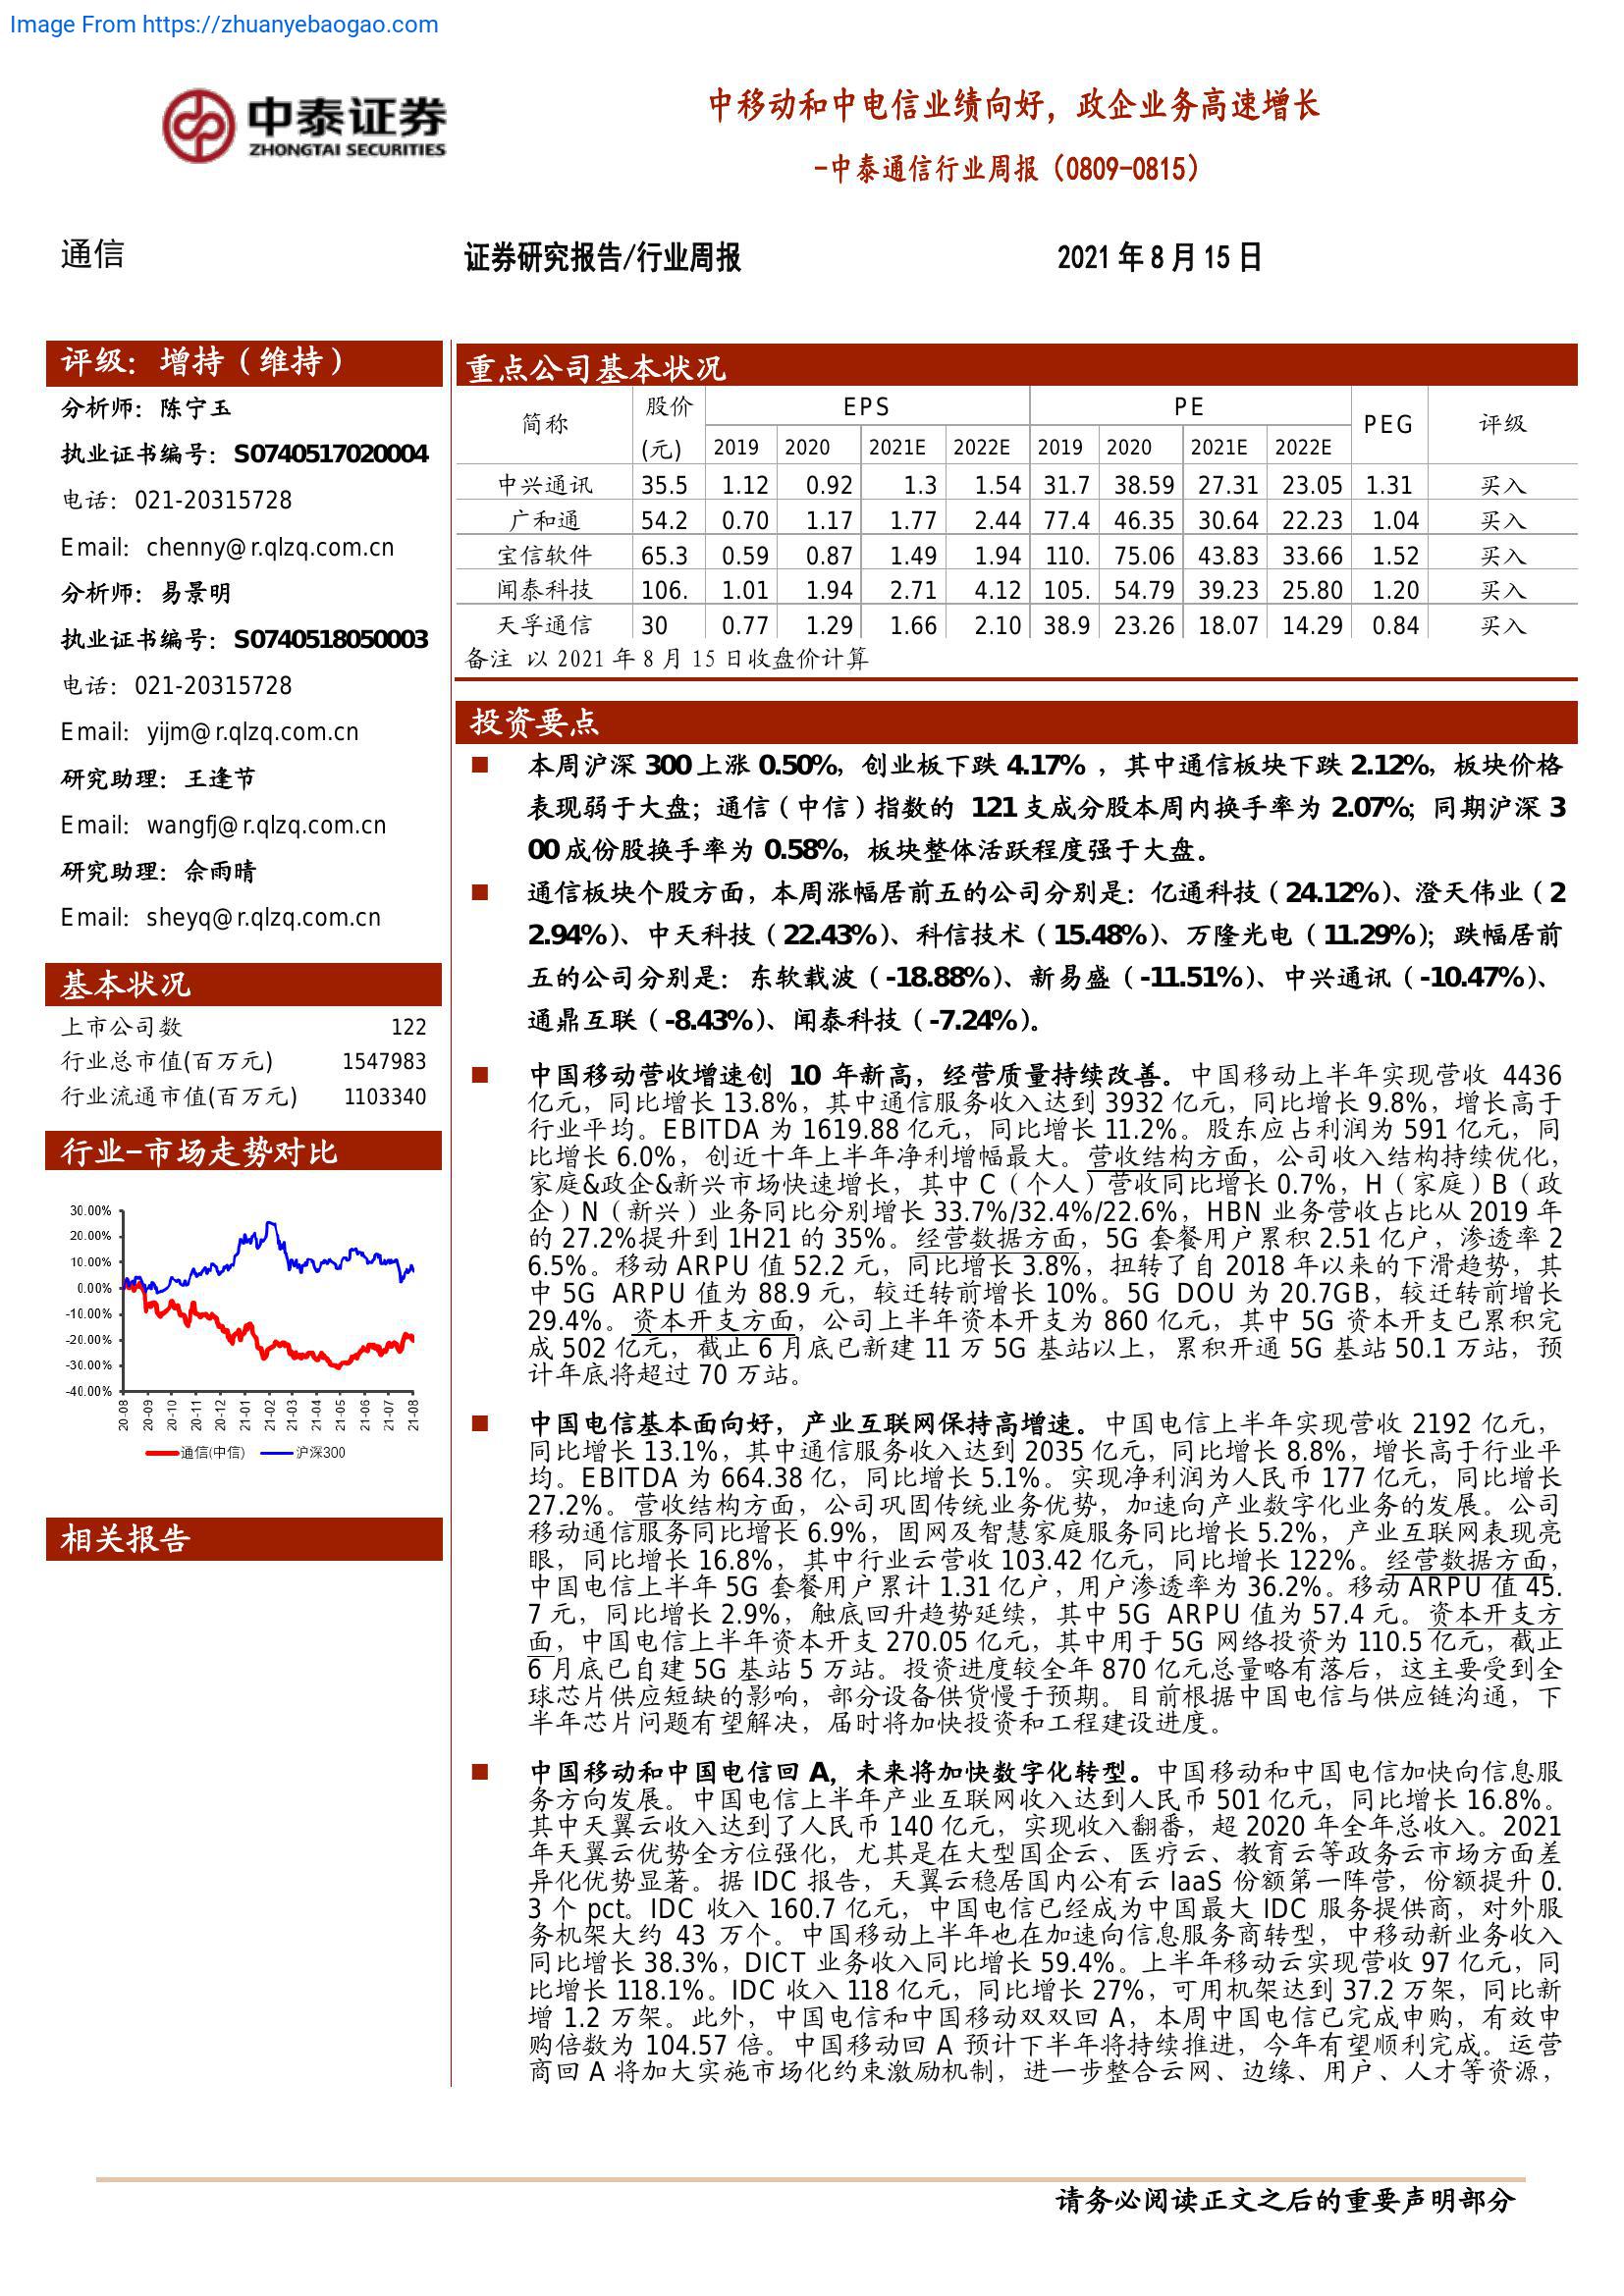 Image From https://zhuanyebaogao.com
中泰证券
ZHONGTAI SECURITIES
中移动和中电信业绩向好，政企业务高速增长
-中泰通信行业周报（0809-0815）
通信
证券研究报告/行业周报
2021 年 8 月 15 日
评级：增持（维持）
分析师：陈宁玉
执业证书编号：S0740517020004
电话：021-20315728
Email：chenny@r.qlzq.com.cn
分析师：易景明
执业证书编号：S0740518050003
电话：021-20315728
Email：yijm@r.qlzq.com.cn
研究助理：王逢节
Email：wangfj@r.qlzq.com.cn
研究助理：佘雨晴
Email：sheyq@r.qlzq.com.cn
基本状况
上市公司数 122
行业总市值(百万元) 1547983
行业流通市值(百万元) 1103340
行业-市场走势对比
30.00%
20.00%
10.00%
0.00%
-10.00%
-20.00%
-30.00%
-40.00%
20-08 20-09 20-10 20-11 20-12 21-01 21-02 21-03 21-04 21-05 21-06 21-07 21-08
通信(中信) 沪深300
相关报告
重点公司基本状况
简称 股价(元) EPS PE PEG 评级
2019 2020 2021E 2022E 2019 2020 2021E 2022E
中兴通讯 35.5 1.12 0.92 1.3 1.54 31.7 38.59 27.31 23.05 1.31 买入
广和通 54.2 0.70 1.17 1.77 2.44 77.4 46.35 30.64 22.23 1.04 买入
宝信软件 65.3 0.59 0.87 1.49 1.94 110. 75.06 43.83 33.66 1.52 买入
闻泰科技 106. 1.01 1.94 2.71 4.12 105. 54.79 39.23 25.80 1.20 买入
天孚通信 30 0.77 1.29 1.66 2.10 38.9 23.26 18.07 14.29 0.84 买入
备注 以 2021 年 8 月 15 日收盘价计算
投资要点
■ 本周沪深 300 上涨 0.50%，创业板下跌 4.17% ，其中通信板块下跌 2.12%，板块价格
表现弱于大盘；通信（中信）指数的 121 支成分股本周内换手率为 2.07%；同期沪深 3
00 成份股换手率为 0.58%，板块整体活跃程度强于大盘。
■ 通信板块个股方面，本周涨幅居前五的公司分别是：亿通科技（24.12%）、澄天伟业（2
2.94%）、中天科技（22.43%）、科信技术（15.48%）、万隆光电（11.29%）；跌幅居前
五的公司分别是：东软载波（-18.88%）、新易盛（-11.51%）、中兴通讯（-10.47%）、
通鼎互联（-8.43%）、闻泰科技（-7.24%）。
■ 中国移动营收增速创 10 年新高，经营质量持续改善。中国移动上半年实现营收 4436
亿元，同比增长 13.8%，其中通信服务收入达到 3932 亿元，同比增长 9.8%，增长高于
行业平均。EBITDA 为 1619.88 亿元，同比增长 11.2%。股东应占利润为 591 亿元，同
比增长 6.0%，创近十年上半年净利增幅最大。营收结构方面，公司收入结构持续优化，
家庭&政企&新兴市场快速增长，其中 C（个人）营收同比增长 0.7%，H（家庭）B（政
企）N（新兴）业务同比分别增长 33.7%/32.4%/22.6%，HBN 业务营收占比从 2019 年
的 27.2%提升到 1H21 的 35%。经营数据方面，5G 套餐用户累积 2.51 亿户，渗透率 2
6.5%。移动 ARPU 值 52.2 元，同比增长 3.8%，扭转了自 2018 年以来的下滑趋势，其
中 5G ARPU 值为 88.9 元，较迁转前增长 10%。5G DOU 为 20.7GB，较迁转前增长
29.4%。资本开支方面，公司上半年资本开支为 860 亿元，其中 5G 资本开支已累积完
成 502 亿元，截止 6 月底已新建 11 万 5G 基站以上，累积开通 5G 基站 50.1 万站，预
计年底将超过 70 万站。
■ 中国电信基本面向好，产业互联网保持高增速。中国电信上半年实现营收 2192 亿元，
同比增长 13.1%，其中通信服务收入达到 2035 亿元，同比增长 8.8%，增长高于行业平
均。EBITDA 为 664.38 亿，同比增长 5.1%。实现净利润为人民币 177 亿元，同比增长
27.2%。营收结构方面，公司巩固传统业务优势，加速向产业数字化业务的发展。公司
移动通信服务同比增长 6.9%，固网及智慧家庭服务同比增长 5.2%，产业互联网表现亮
眼，同比增长 16.8%，其中行业云营收 103.42 亿元，同比增长 122%。经营数据方面，
中国电信上半年 5G 套餐用户累计 1.31 亿户，用户渗透率为 36.2%。移动 ARPU 值 45.
7 元，同比增长 2.9%，触底回升趋势延续，其中 5G ARPU 值为 57.4 元。资本开支方
面，中国电信上半年资本开支 270.05 亿元，其中用于 5G 网络投资为 110.5 亿元，截止
6 月底已自建 5G 基站 5 万站。投资进度较全年 870 亿元总量略有落后，这主要受到全
球芯片供应短缺的影响，部分设备供货慢于预期。目前根据中国电信与供应链沟通，下
半年芯片问题有望解决，届时将加快投资和工程建设进度。
■ 中国移动和中国电信回 A，未来将加快数字化转型。中国移动和中国电信加快向信息服
务方向发展。中国电信上半年产业互联网收入达到人民币 501 亿元，同比增长 16.8%。
其中天翼云收入达到了人民币 140 亿元，实现收入翻番，超 2020 年全年总收入。2021
年天翼云优势全方位强化，尤其是在大型国企云、医疗云、教育云等政务云市场方面差
异化优势显著。据 IDC 报告，天翼云稳居国内公有云 IaaS 份额第一阵营，份额提升 0.
3 个 pct。IDC 收入 160.7 亿元，中国电信已经成为中国最大 IDC 服务提供商，对外服
务机架大约 43 万个。中国移动上半年也在加速向信息服务商转型，中移动新业务收入
同比增长 38.3%，DICT 业务收入同比增长 59.4%。上半年移动云实现营收 97 亿元，同
比增长 118.1%。IDC 收入 118 亿元，同比增长 27%，可用机架达到 37.2 万架，同比新
增 1.2 万架。此外，中国电信和中国移动双双回 A，本周中国电信已完成申购，有效申
购倍数为 104.57 倍。中国移动回 A 预计下半年将持续推进，今年有望顺利完成。运营
商回 A 将加大实施市场化约束激励机制，进一步整合云网、边缘、用户、人才等资源，
请务必阅读正文之后的重要声明部分